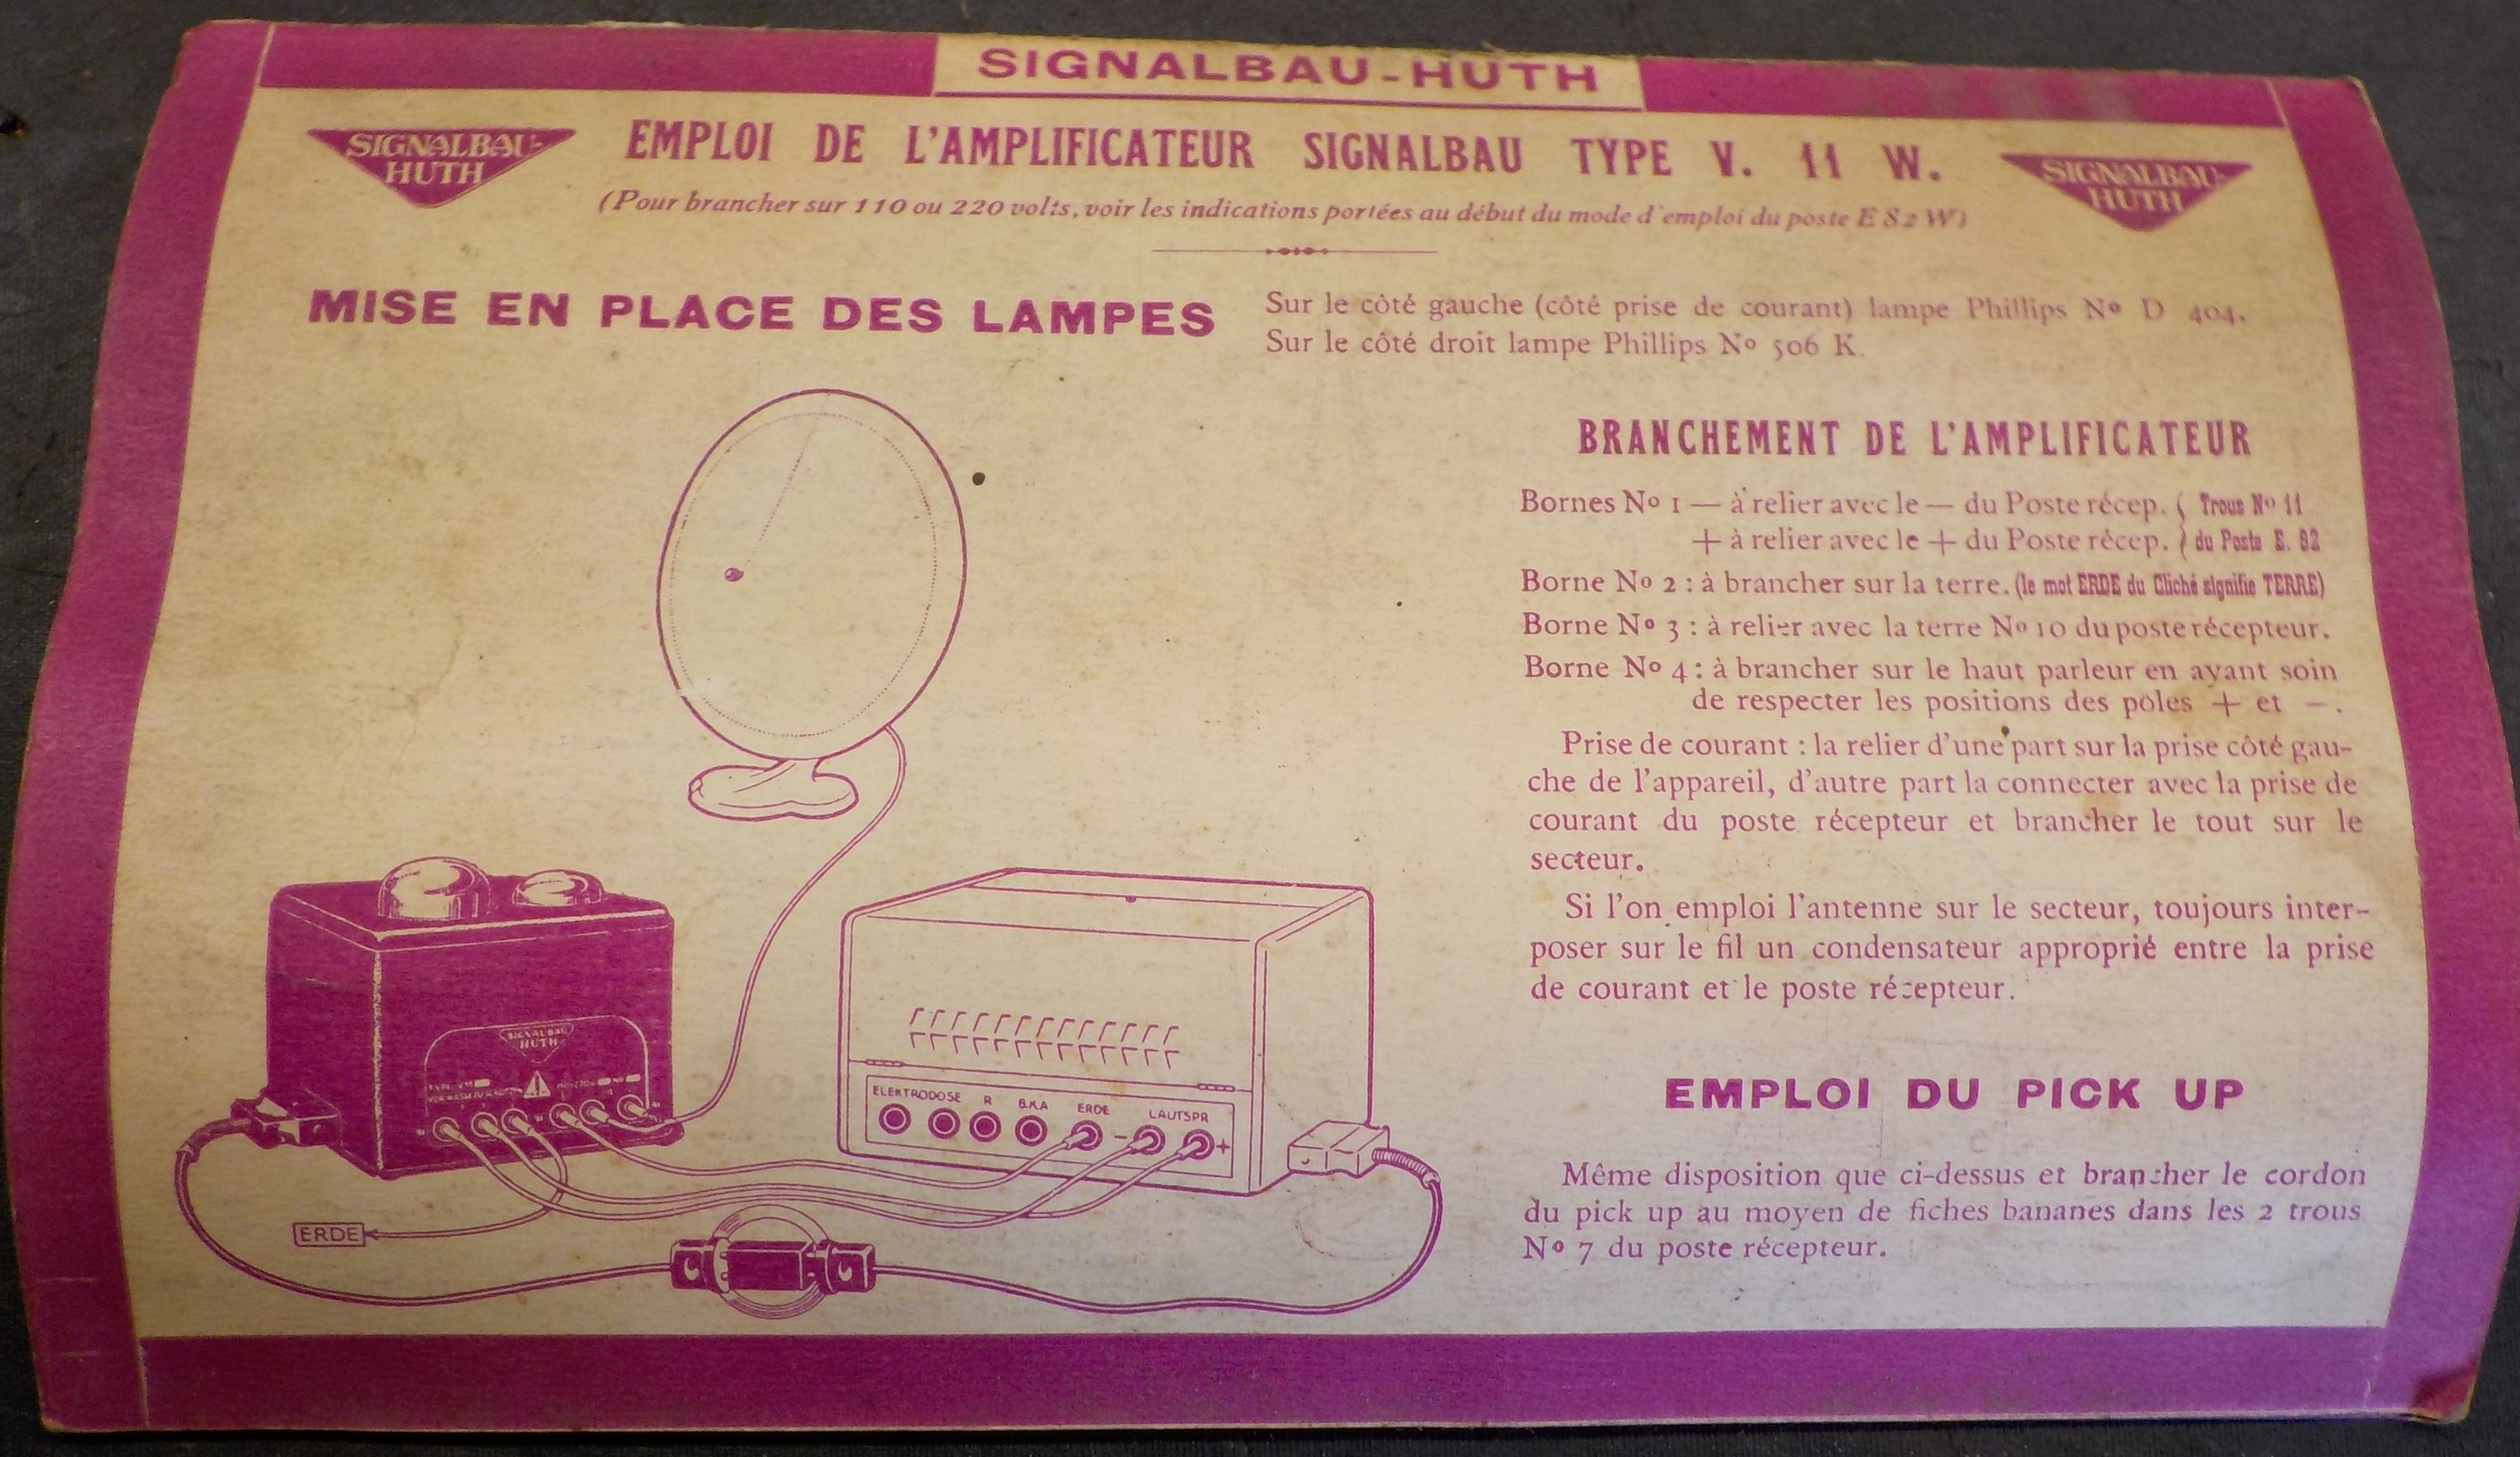 SIGNALBAU-HUTH
SIGNALBAU-
HUTH
EMPLOI DE L'AMPLIFICATEUR SIGNALBAU TYPE V. 11 W.
SIGNALBAU-
HUTH
(Pour brancher sur 110 ou 220 volts, voir les indications portées au début du mode d'emploi du poste E 82 W)
MISE EN PLACE DES LAMPES
Sur le côté gauche (côté prise de courant) lampe Phillips No D 404.
Sur le côté droit lampe Phillips No 506 K.
BRANCHEMENT DE L'AMPLIFICATEUR
Bornes No 1 — à relier avec le — du Poste récep. { Trous No 11
+ à relier avec le + du Poste récep. { du Poste E. 82
Borne No 2 : à brancher sur la terre. (le mot ERDE du Cliché signifie TERRE)
Borne No 3 : à relier avec la terre No 10 du poste récepteur.
Borne No 4 : à brancher sur le haut parleur en ayant soin
de respecter les positions des pôles + et —.
Prise de courant : la relier d'une part sur la prise côté gau-
che de l'appareil, d'autre part la connecter avec la prise de
courant du poste récepteur et brancher le tout sur le
secteur.
Si l'on emploi l'antenne sur le secteur, toujours inter-
poser sur le fil un condensateur approprié entre la prise
de courant et le poste récepteur.
EMPLOI DU PICK UP
Même disposition que ci-dessus et brancher le cordon
du pick up au moyen de fiches bananes dans les 2 trous
No 7 du poste récepteur.
SIGNALBAU
HUTH
ELEKTRODOSE R B.K.A ERDE LAUTSPR
— +
ERDE